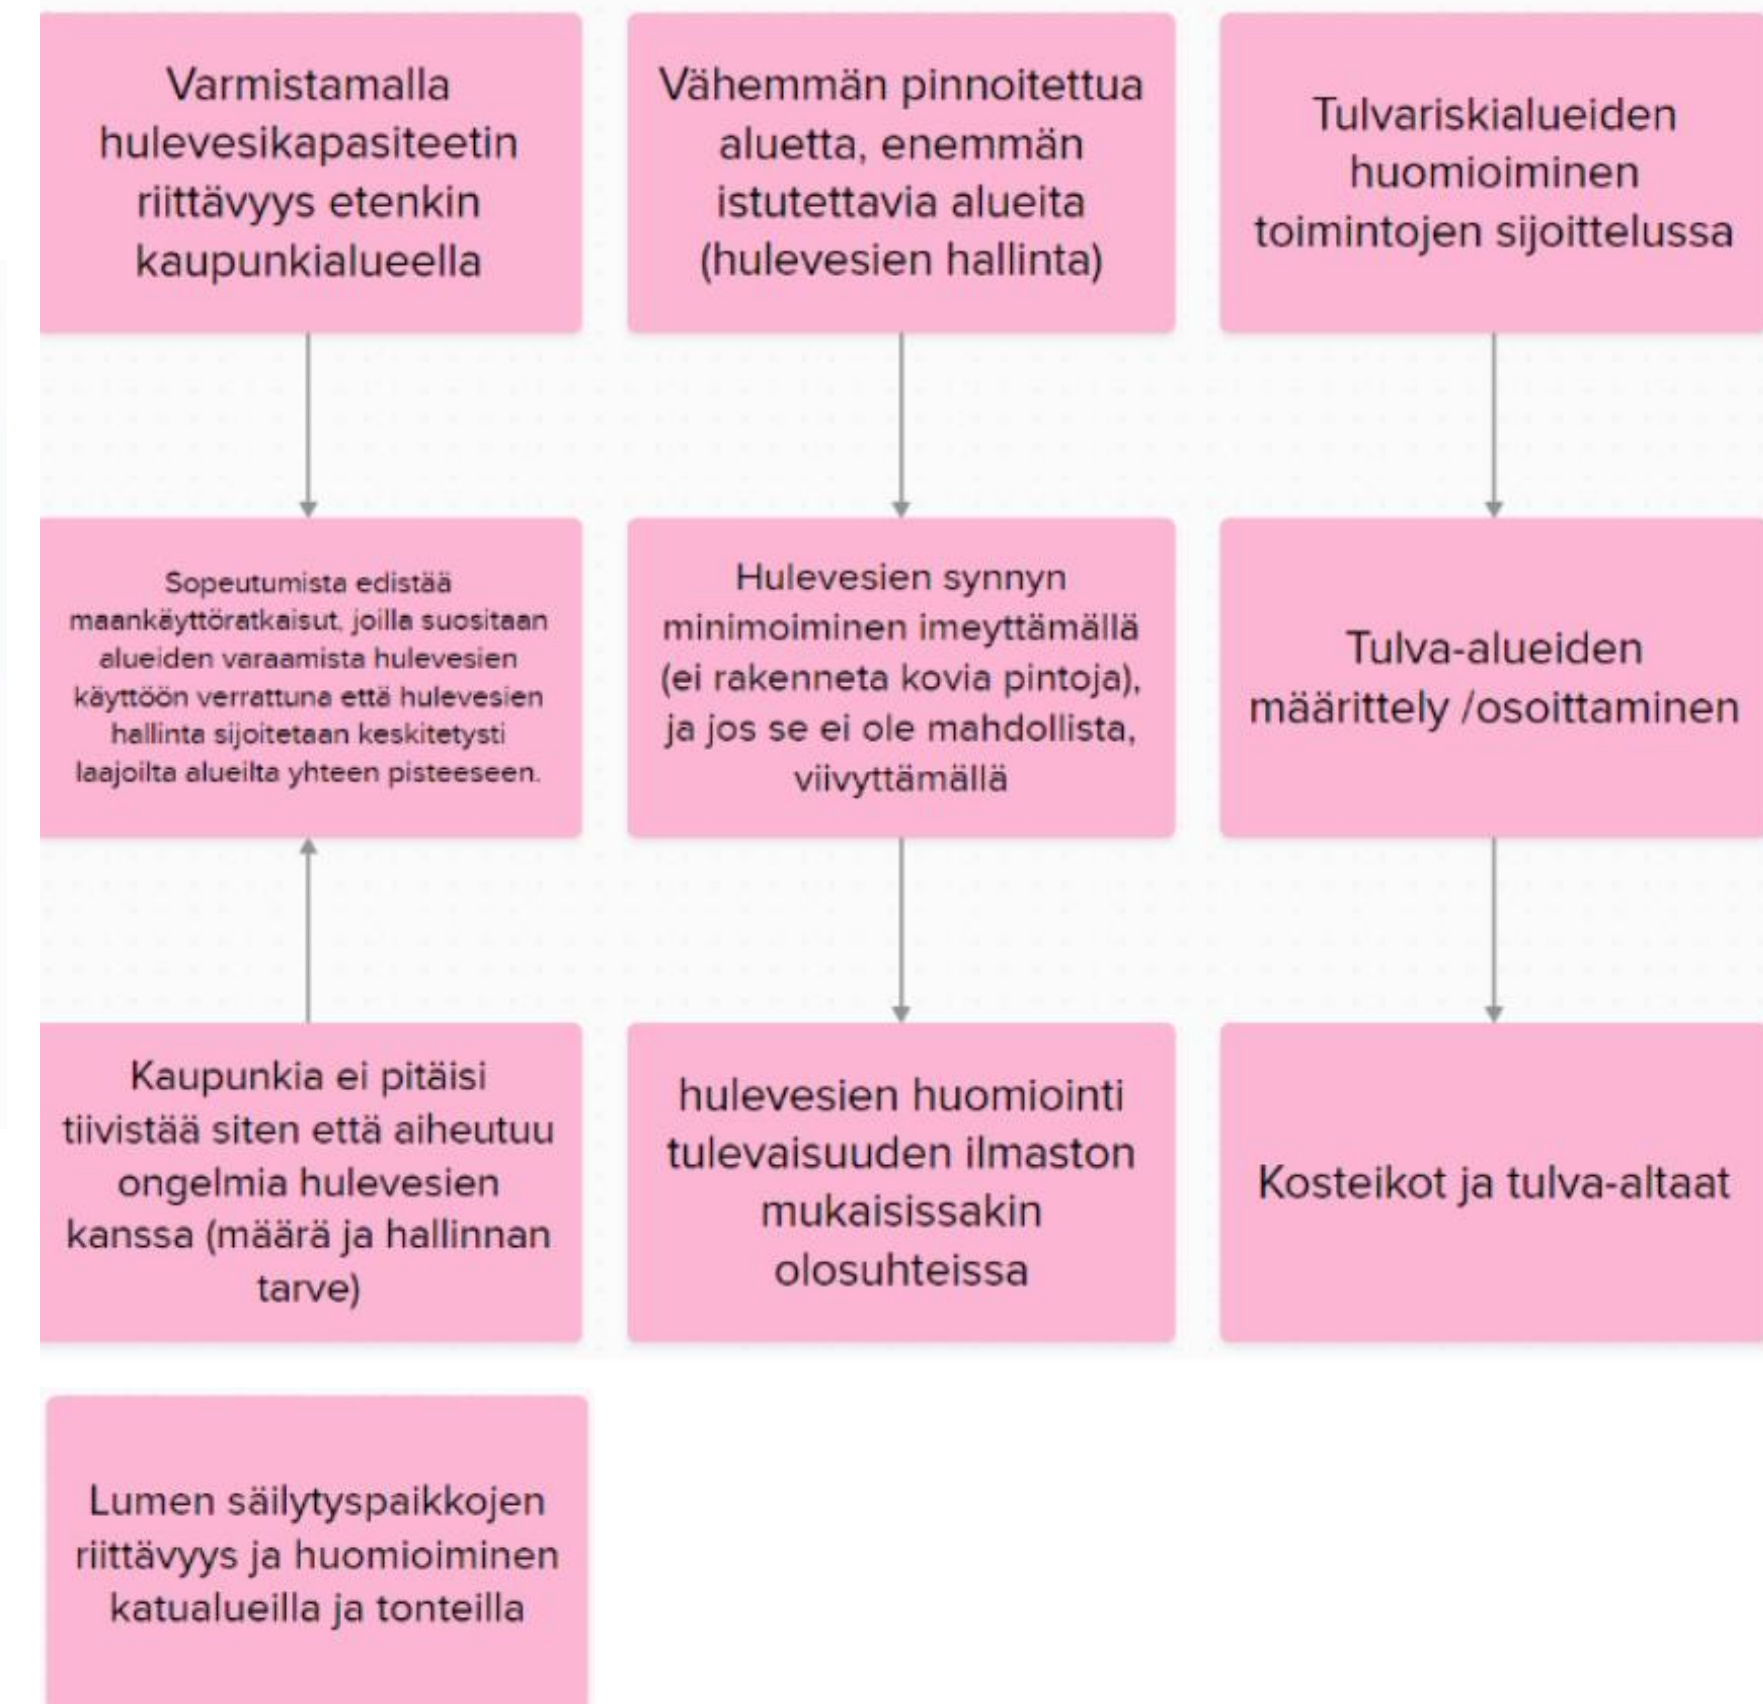 Varmistamalla
hulevesikapasiteetin
riittävyys etenkin
kaupunkialueella
Vähemmän pinnoitettua
aluetta, enemmän
istutettavia alueita
(hulevesien hallinta)
Tulvariskialueiden
huomioiminen
toimintojen sijoittelussa
Sopeutumista edistää
maankäyttöratkaisut, joilla suositaan
alueiden varaamista hulevesien
käyttöön verrattuna että hulevesien
hallinta sijoitetaan keskitetysti
laajoilta alueilta yhteen pisteeseen.
Hulevesien synnyn
minimoiminen imeyttämällä
(ei rakenneta kovia pintoja),
ja jos se ei ole mahdollista,
viivyttämällä
Tulva-alueiden
määrittely /osoittaminen
Kaupunkia ei pitäisi
tiivistää siten että aiheutuu
ongelmia hulevesien
kanssa (määrä ja hallinnan
tarve)
hulevesien huomiointi
tulevaisuuden ilmaston
mukaisissakin
olosuhteissa
Kosteikot ja tulva-altaat
Lumen säilytyspaikkojen
riittävyys ja huomioiminen
katualueilla ja tonteilla